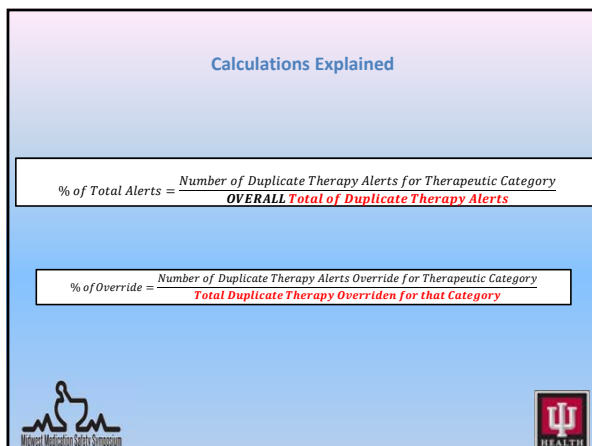 Calculations Explained
% of Total Alerts = Number of Duplicate Therapy Alerts for Therapeutic Category
OVERALL Total of Duplicate Therapy Alerts
% of Override = Number of Duplicate Therapy Alerts Override for Therapeutic Category
Total Duplicate Therapy Overriden for that Category
Midwest Medication Safety Symposium
IU
HEALTH